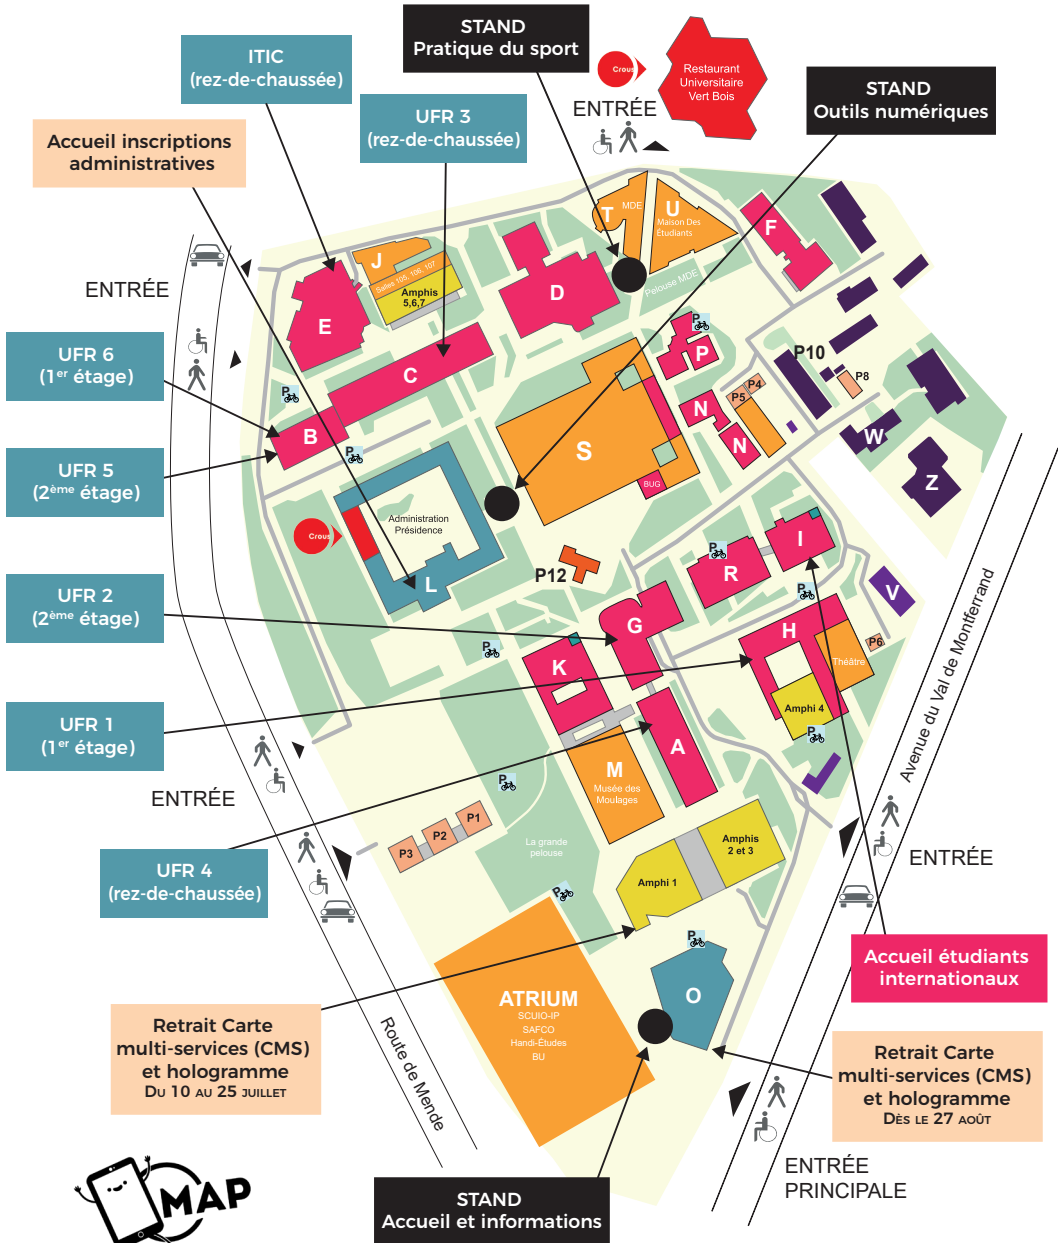 STAND
Pratique du sport
ITIC
(rez-de-chaussée)
Crous
Restaurant
Universitaire
Vert Bois
STAND
Outils numériques
UFR 3
(rez-de-chaussée)
ENTRÉE
Accueil inscriptions
administratives
T
MDE
U
Maison Des
Étudiants
F
J
Salles 105, 106, 107
Amphis
5,6,7
ENTRÉE
E
D
Pelouse MDE
P
P
UFR 6
(1er étage)
C
P10
P8
P4
P5
P
B
N
N
W
S
P
UFR 5
(2ème étage)
BUG
Z
Administration
Présidence
Crous
I
P
R
P12
L
UFR 2
(2ème étage)
P
V
G
H
P6
P
K
Théâtre
Amphi 4
UFR 1
(1er étage)
P
A
Avenue du Val de Montferrand
M
Musée des
Moulages
P
ENTRÉE
P1
P2
P3
La grande
pelouse
Amphis
2 et 3
ENTRÉE
UFR 4
(rez-de-chaussée)
Amphi 1
P
P
Accueil étudiants
internationaux
ATRIUM
SCUIO-IP
SAFCO
Handi-Études
BU
O
Route de Mende
Retrait Carte
multi-services (CMS)
et hologramme
Du 10 au 25 juillet
Retrait Carte
multi-services (CMS)
et hologramme
Dès le 27 août
ENTRÉE
PRINCIPALE
MAP
STAND
Accueil et informations